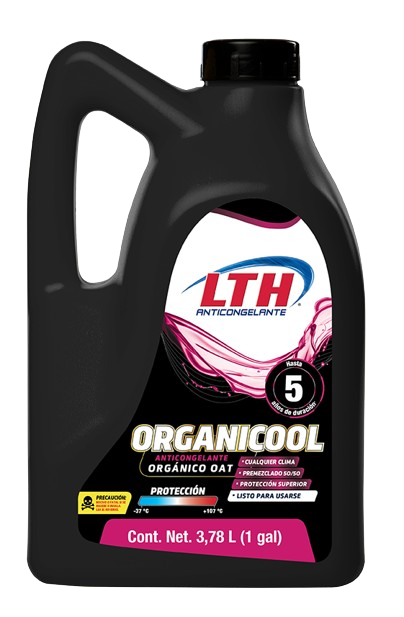 LTH®
ANTICONGELANTE
Hasta
5
años de duración
ORGANICOOL
ANTICONGELANTE
ORGÁNICO OAT
• CUALQUIER CLIMA
• PREMEZCLADO 50/50
• PROTECCIÓN SUPERIOR
• LISTO PARA USARSE
PROTECCIÓN
-37 °C +107 °C
PRECAUCIÓN:
Cont. Net. 3,78 L (1 gal)